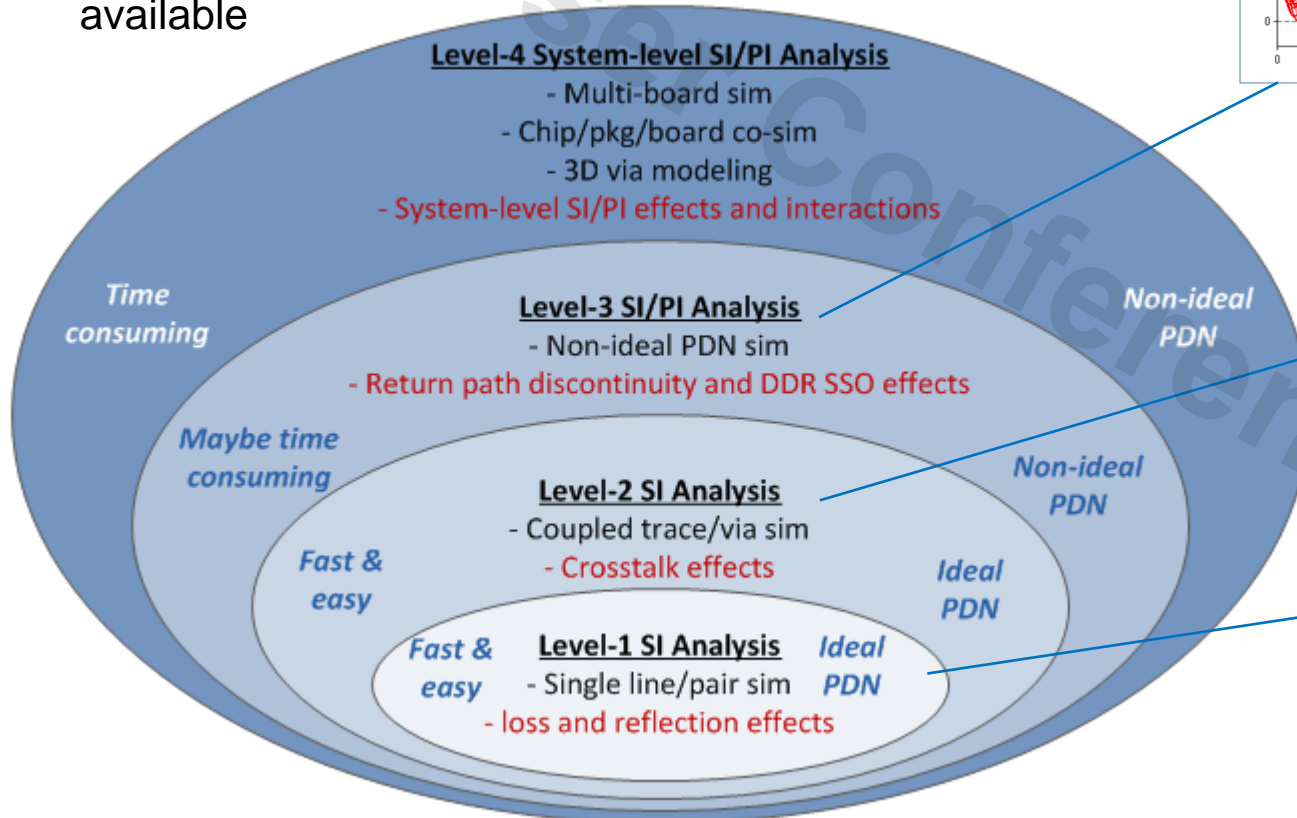 available
Level-4 System-level SI/PI Analysis
- Multi-board sim
- Chip/pkg/board co-sim
- 3D via modeling
- System-level SI/PI effects and interactions
Time
consuming
Non-ideal
PDN
Level-3 SI/PI Analysis
- Non-ideal PDN sim
- Return path discontinuity and DDR SSO effects
Maybe time
consuming
Non-ideal
PDN
Level-2 SI Analysis
- Coupled trace/via sim
- Crosstalk effects
Fast &
easy
Ideal
PDN
Level-1 SI Analysis
- Single line/pair sim
- loss and reflection effects
Fast &
easy
Ideal
PDN
0
0